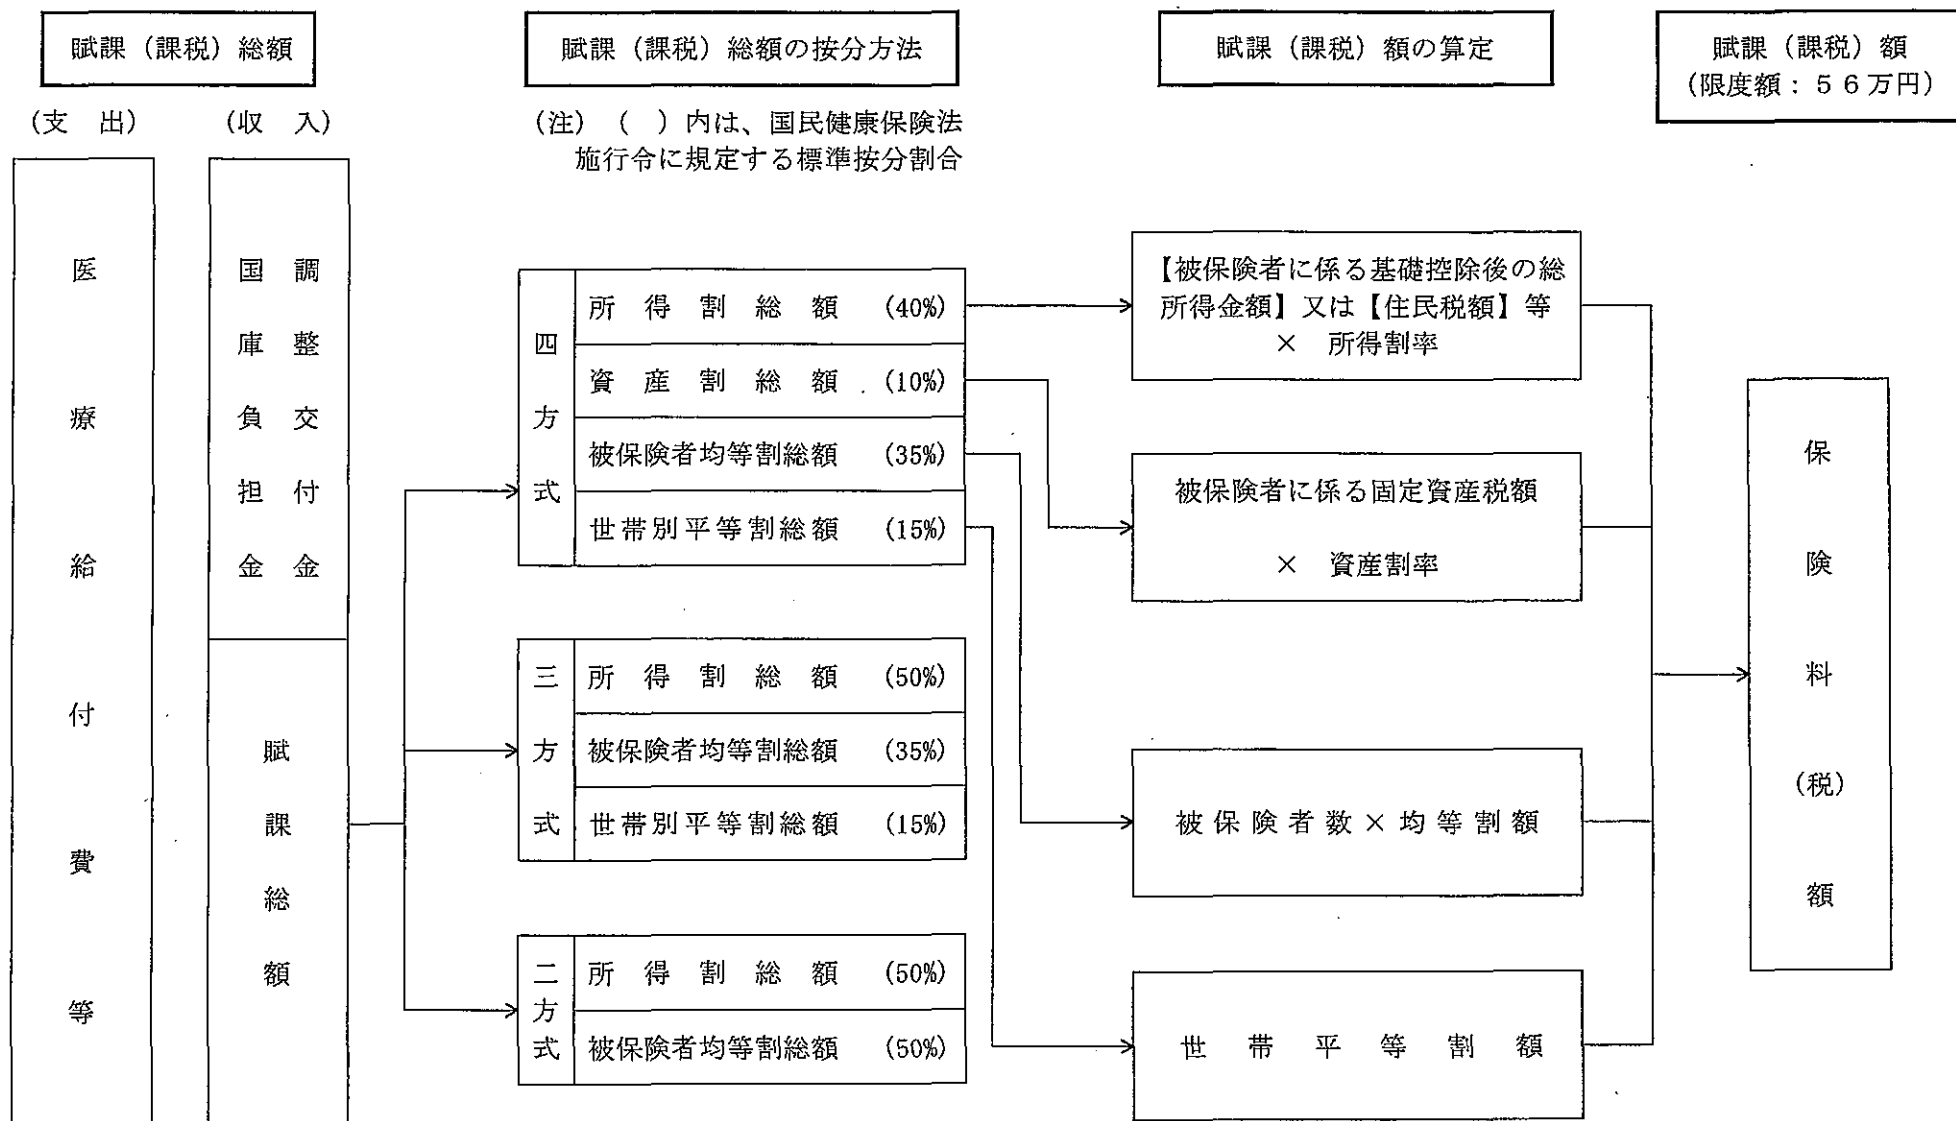 賦課（課税）総額
賦課（課税）総額の按分方法
賦課（課税）額の算定
賦課（課税）額
（限度額：５６万円）
（支　出）
（収　入）
（注）（　）内は、国民健康保険法
施行令に規定する標準按分割合
医療給付費等
国庫負担金
調整交付金
賦課総額
四方式
所得割総額 (40%)
資産割総額 (10%)
被保険者均等割総額 (35%)
世帯別平等割総額 (15%)
三方式
所得割総額 (50%)
被保険者均等割総額 (35%)
世帯別平等割総額 (15%)
二方式
所得割総額 (50%)
被保険者均等割総額 (50%)
【被保険者に係る基礎控除後の総
所得金額】又は【住民税額】等
×　所得割率
被保険者に係る固定資産税額
×　資産割率
被保険者数×均等割額
世帯平等割額
保険料（税）額